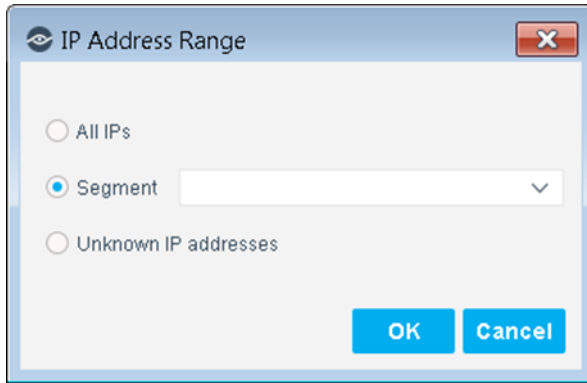 IP Address Range
All IPs
Segment
Unknown IP addresses
OK Cancel